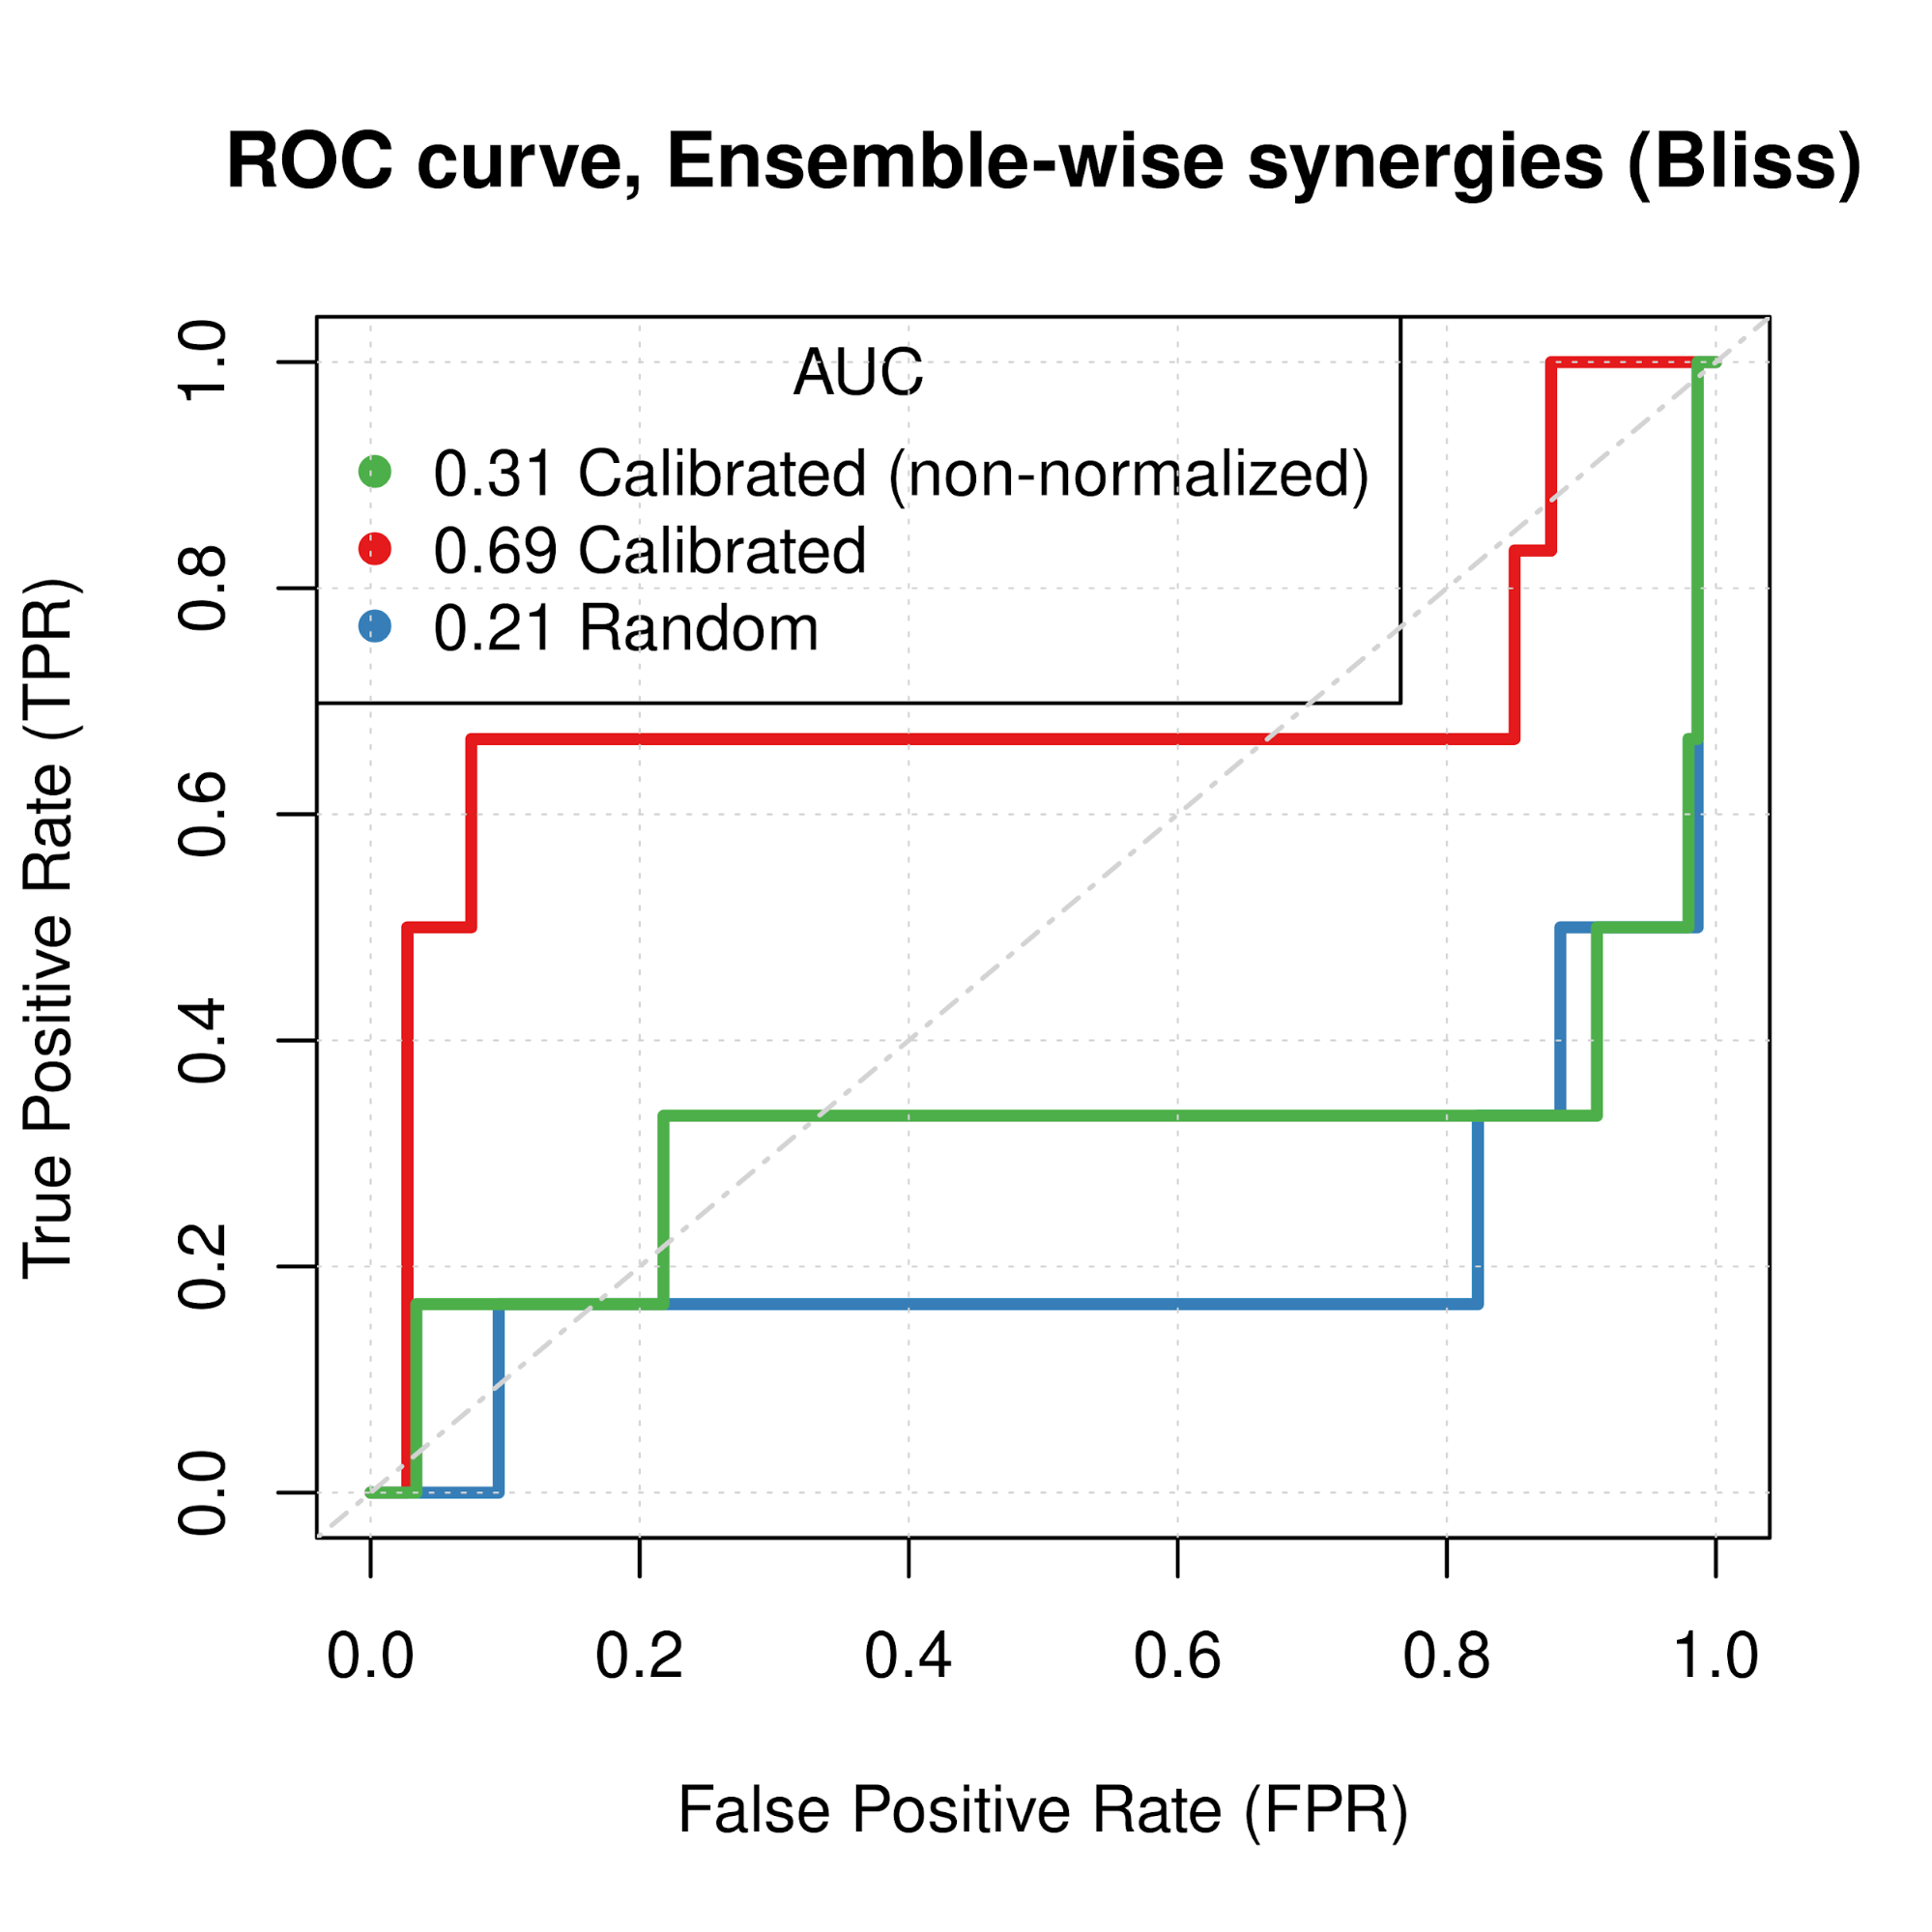 ROC curve, Ensemble-wise synergies (Bliss)
AUC
0.31 Calibrated (non-normalized)
0.69 Calibrated
0.21 Random
True Positive Rate (TPR)
1.0
0.8
0.6
0.4
0.2
0.0
0.0 0.2 0.4 0.6 0.8 1.0
False Positive Rate (FPR)